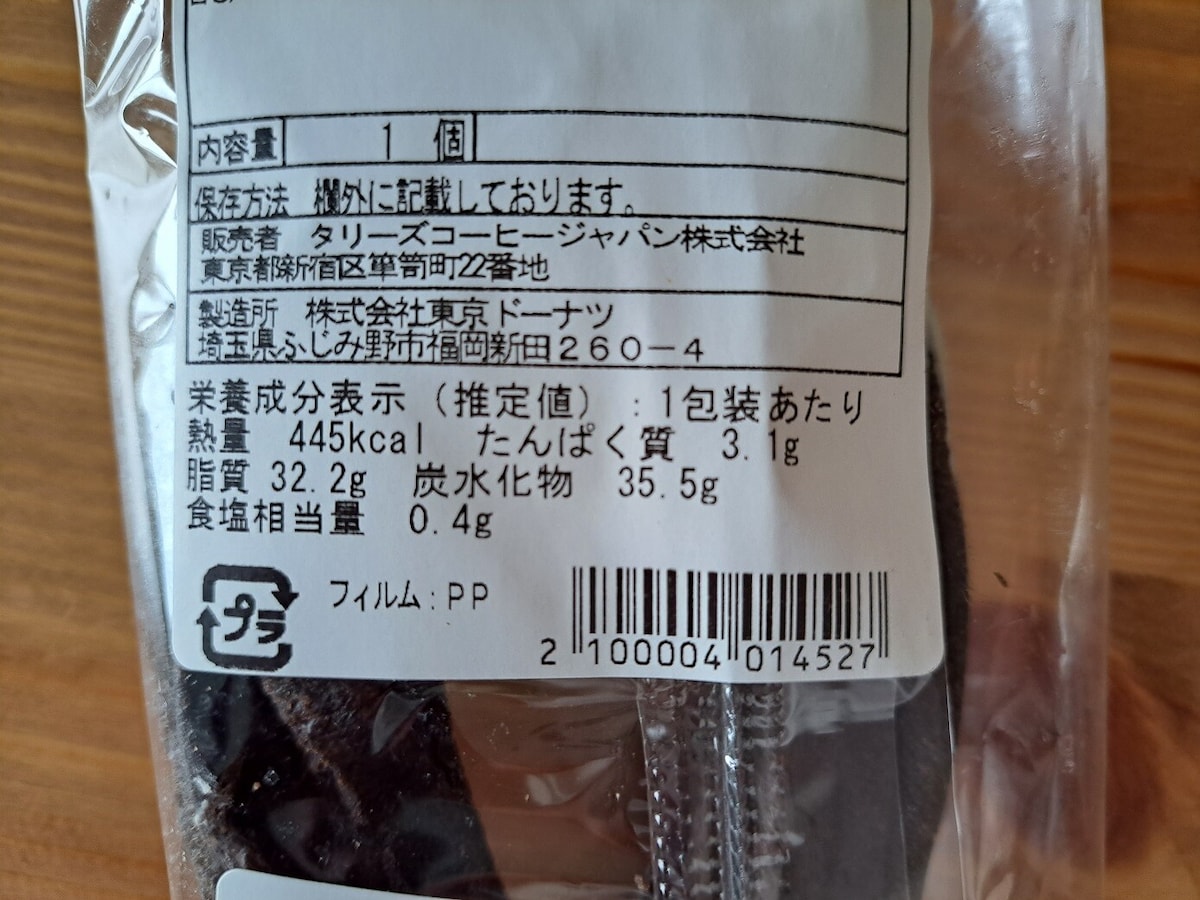 内容量 1 個
保存方法 欄外に記載しております。
販売者 タリーズコーヒージャパン株式会社
東京都新宿区箪笥町22番地
製造所 株式会社東京ドーナツ
埼玉県ふじみ野市福岡新田260-4
栄養成分表示(推定値):1包装あたり
熱量 445kcal たんぱく質 3.1g
脂質 32.2g 炭水化物 35.5g
食塩相当量 0.4g
プラ
フィルム:PP
2 100004 014527